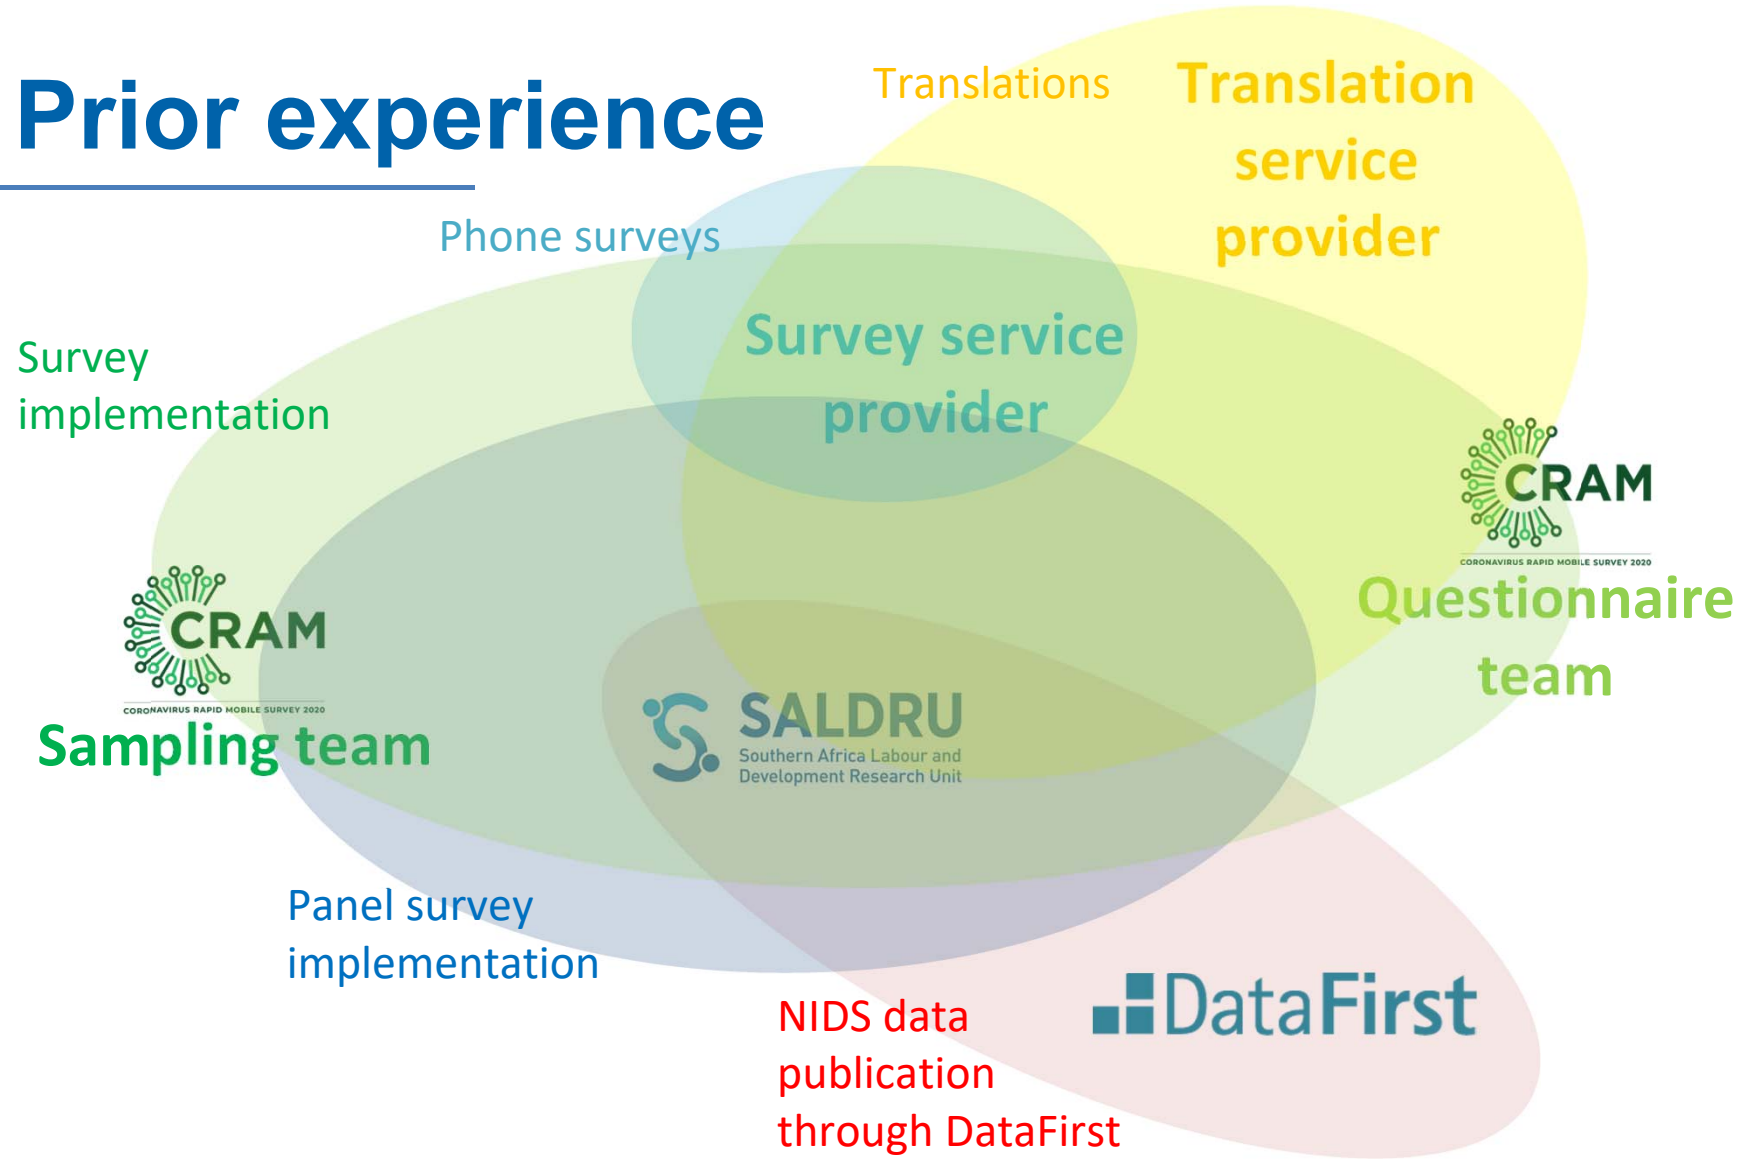 Prior experience
Translations
Translation
service
provider
Phone surveys
Survey service
provider
Survey
implementation
CRAM
CORONAVIRUS RAPID MOBILE SURVEY 2020
Questionnaire
team
CRAM
CORONAVIRUS RAPID MOBILE SURVEY 2020
Sampling team
SALDRU
Southern Africa Labour and
Development Research Unit
Panel survey
implementation
DataFirst
NIDS data
publication
through DataFirst